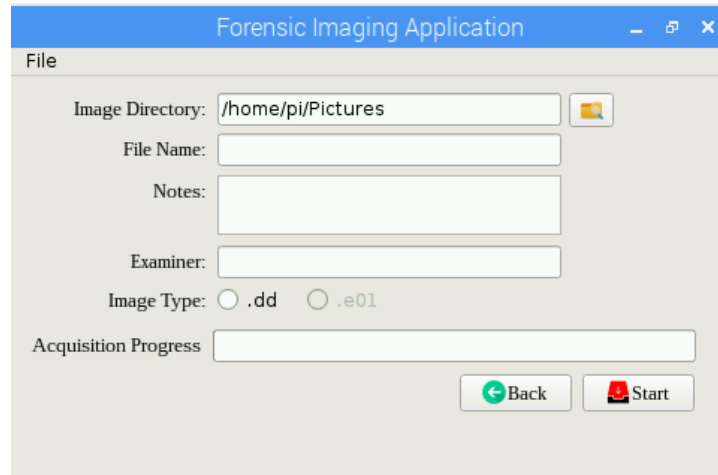 Forensic Imaging Application
File
Image Directory: /home/pi/Pictures
File Name:
Notes:
Examiner:
Image Type: .dd .e01
Acquisition Progress
Back Start